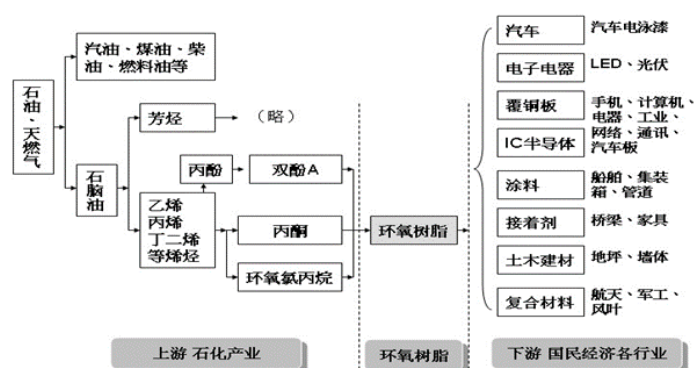 石油、天燃气
汽油、煤油、柴
油、燃料油等
石脑油
芳烃
（略）
乙烯
丙烯
丁二烯
等烯烃
丙酚
双酚A
丙酮
环氧氯丙烷
环氧树脂
汽车
汽车电泳漆
电子电器
LED、光伏
覆铜板
IC半导体
手机、计算机、
电器、工业、
网络、通讯、
汽车板
涂料
船舶、集装
箱、管道
接着剂
桥梁、家具
土木建材
地坪、墙体
复合材料
航天、军工、
风叶
上游 石化产业
环氧树脂
下游 国民经济各行业